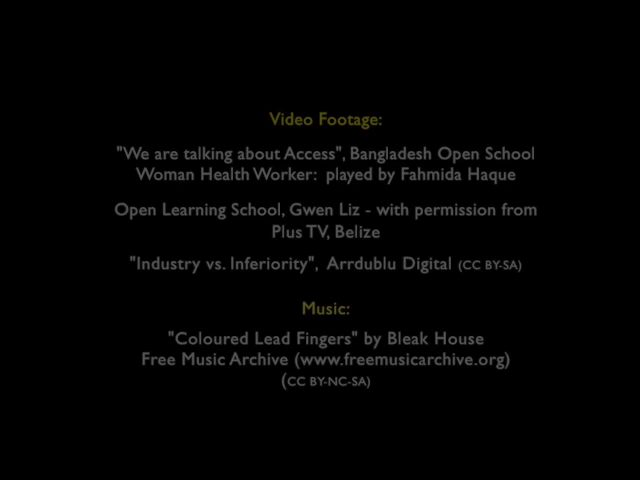 Video Footage:
"We are talking about Access", Bangladesh Open School
Woman Health Worker: played by Fahmida Haque
Open Learning School, Gwen Liz - with permission from
Plus TV, Belize
"Industry vs. Inferiority", Arrdublu Digital (CC BY-SA)
Music:
"Coloured Lead Fingers" by Bleak House
Free Music Archive (www.freemusicarchive.org)
(CC BY-NC-SA)